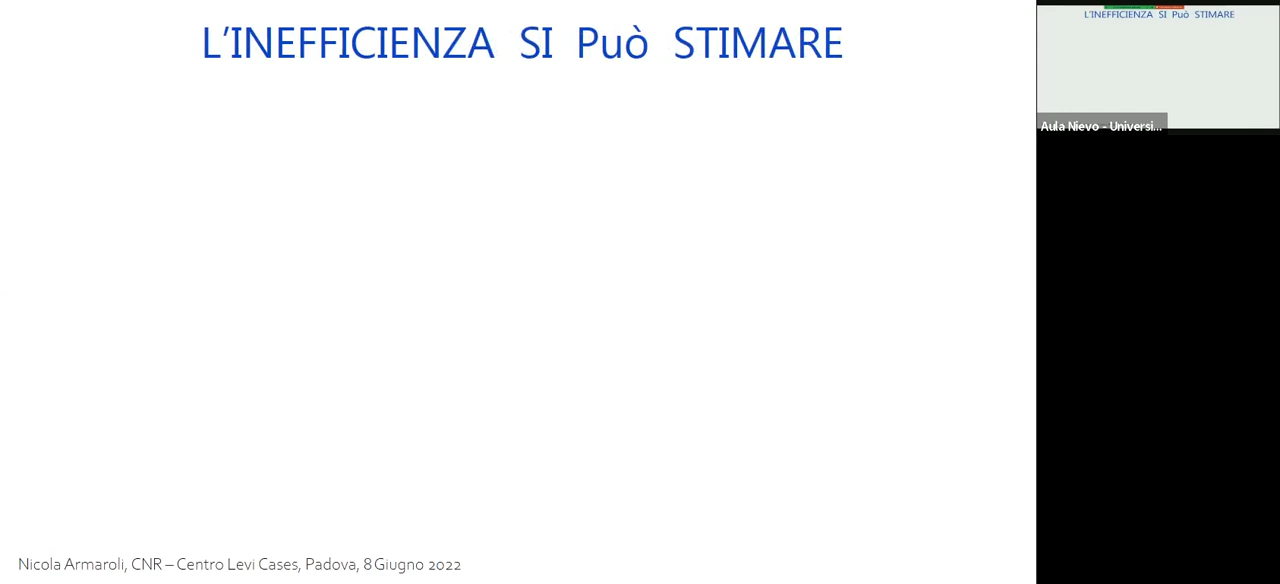 L'INEFFICIENZA SI Può STIMARE
L'INEFFICIENZA SI Può STIMARE
Aula Nievo - Universi...
Nicola Armaroli, CNR – Centro Levi Cases, Padova, 8 Giugno 2022